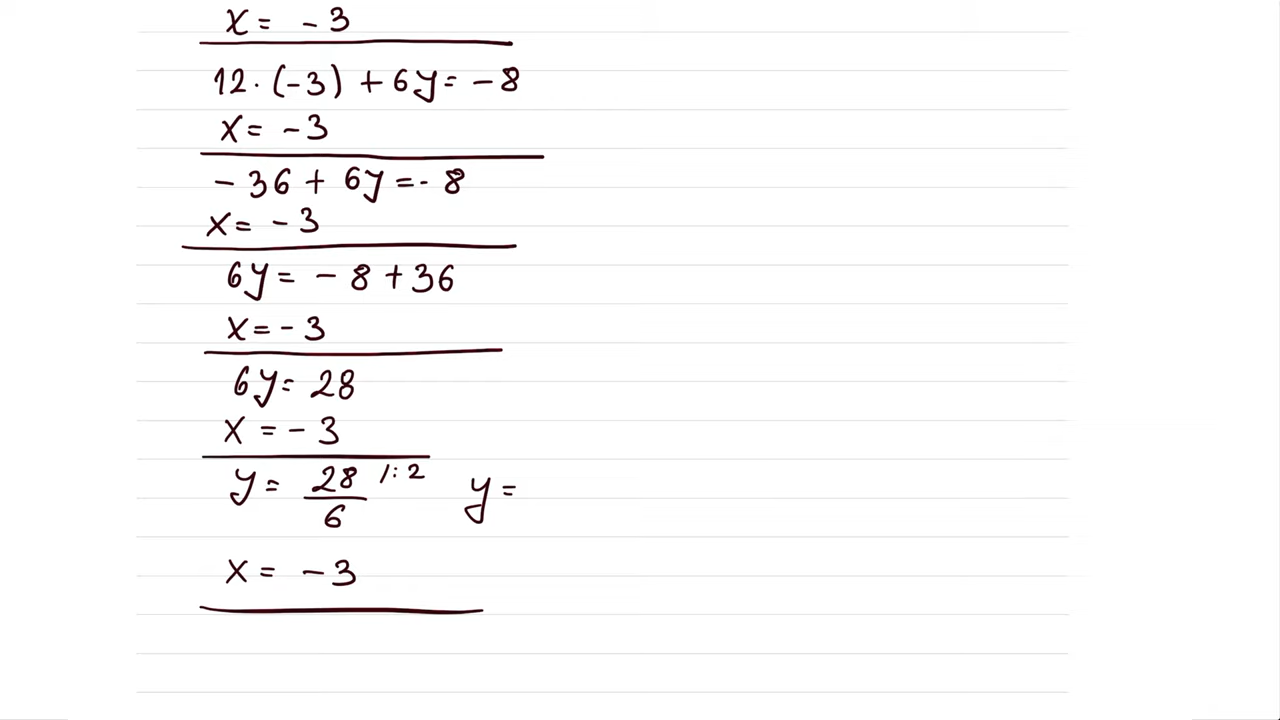 x = - 3
12 · (-3) + 6y = - 8
x = - 3
- 36 + 6y = - 8
x = - 3
6y = - 8 + 36
x = - 3
6y = 28
x = - 3
y = 28/6 /: 2 y =
x = - 3